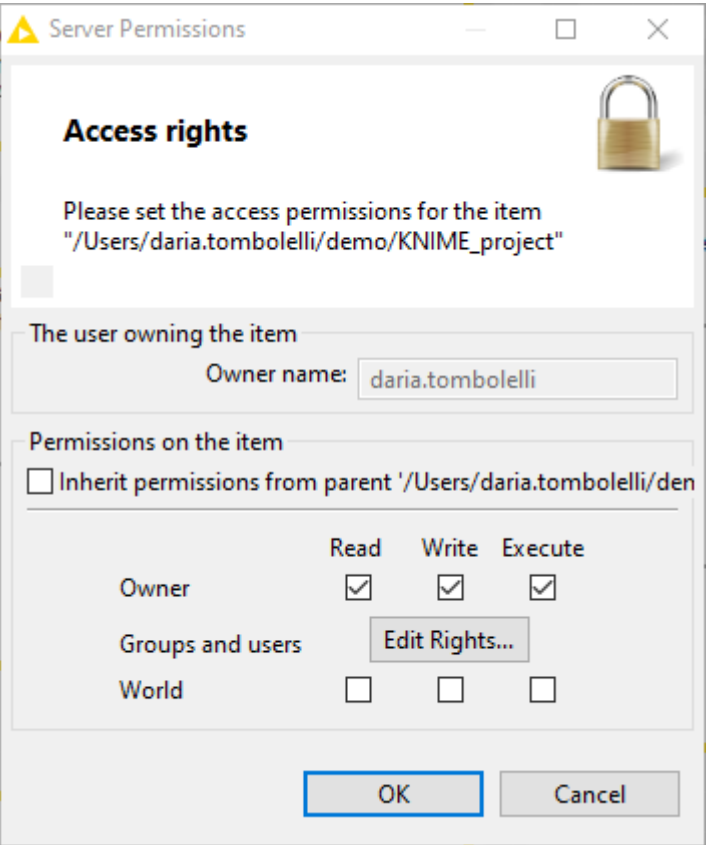 Server Permissions
Access rights
Please set the access permissions for the item
"/Users/daria.tombolelli/demo/KNIME_project"
The user owning the item
Owner name: daria.tombolelli
Permissions on the item
Inherit permissions from parent '/Users/daria.tombolelli/den
Read Write Execute
Owner
Groups and users Edit Rights...
World
OK Cancel